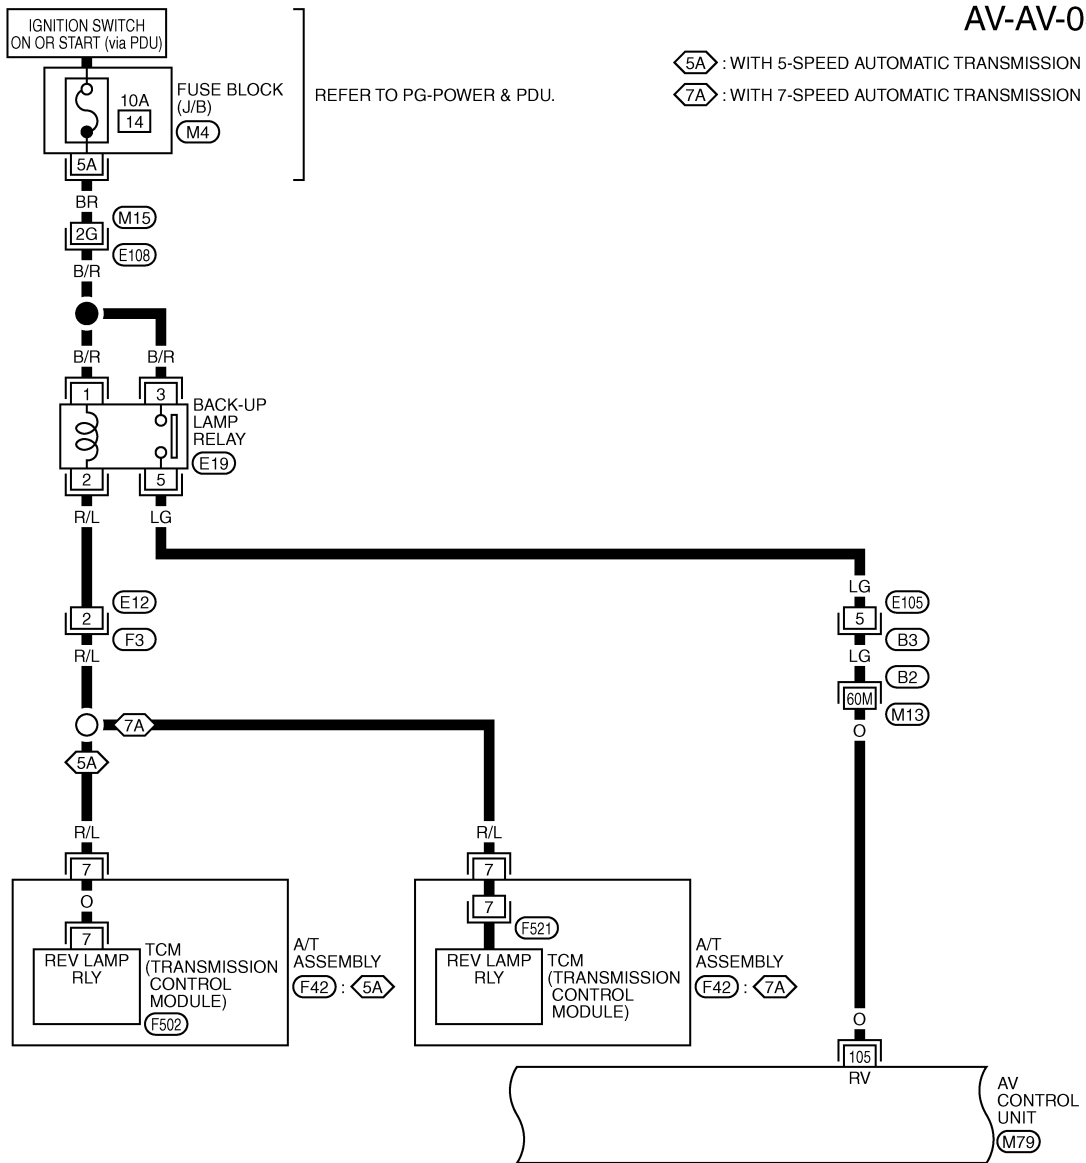 AV-AV-0
IGNITION SWITCH
ON OR START (via PDU)
10A
14
FUSE BLOCK
(J/B)
M4
REFER TO PG-POWER & PDU.
5A : WITH 5-SPEED AUTOMATIC TRANSMISSION
7A : WITH 7-SPEED AUTOMATIC TRANSMISSION
5A
BR
M15
2G
E108
B/R
B/R
B/R
1
3
BACK-UP
LAMP
RELAY
E19
2
5
R/L
LG
E12
2
F3
R/L
LG
E105
5
B3
LG
B2
60M
M13
O
7A
5A
R/L
R/L
7
7
O
7
7
F521
REV LAMP
RLY
TCM
(TRANSMISSION
CONTROL
MODULE)
F502
A/T
ASSEMBLY
F42 : 5A
REV LAMP
RLY
TCM
(TRANSMISSION
CONTROL
MODULE)
A/T
ASSEMBLY
F42 : 7A
O
105
RV
AV
CONTROL
UNIT
M79